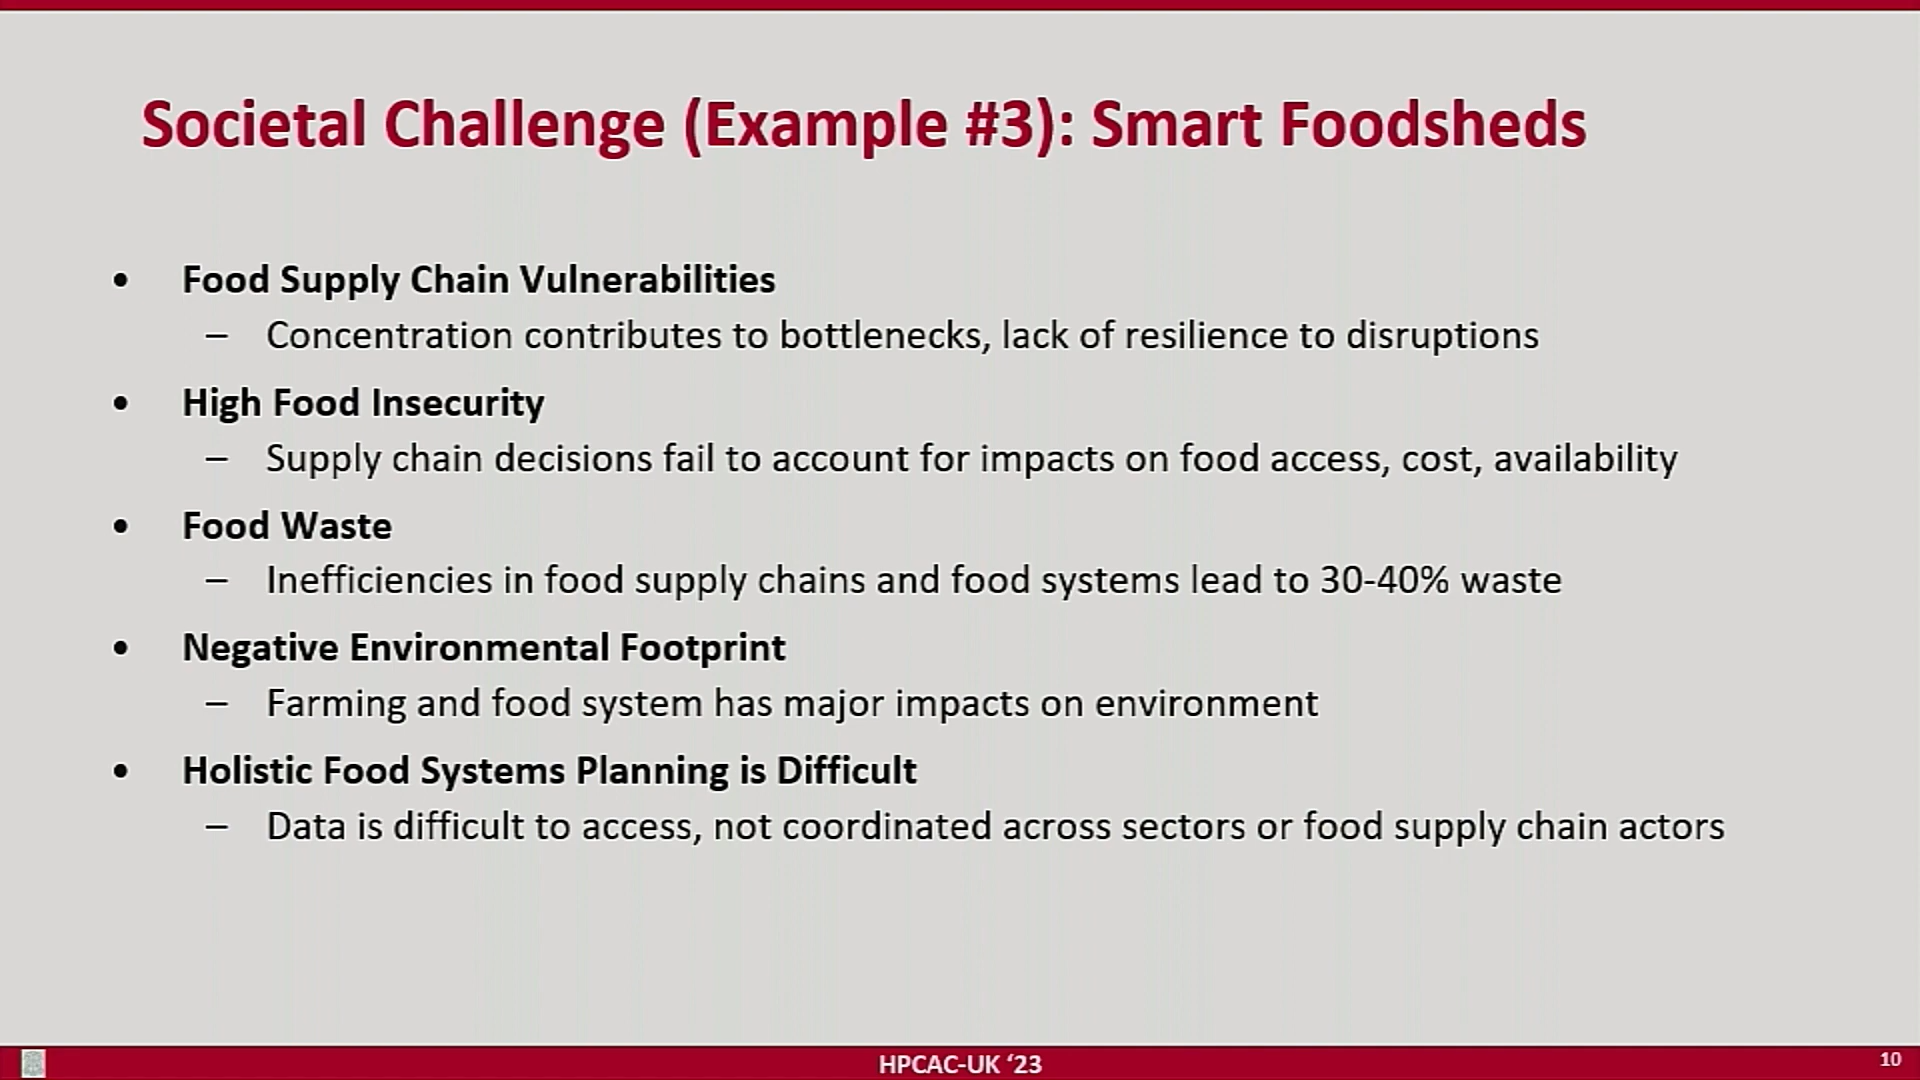 Societal Challenge (Example #3): Smart Foodsheds
• Food Supply Chain Vulnerabilities
– Concentration contributes to bottlenecks, lack of resilience to disruptions
• High Food Insecurity
– Supply chain decisions fail to account for impacts on food access, cost, availability
• Food Waste
– Inefficiencies in food supply chains and food systems lead to 30-40% waste
• Negative Environmental Footprint
– Farming and food system has major impacts on environment
• Holistic Food Systems Planning is Difficult
– Data is difficult to access, not coordinated across sectors or food supply chain actors
HPCAC-UK ‘23
10